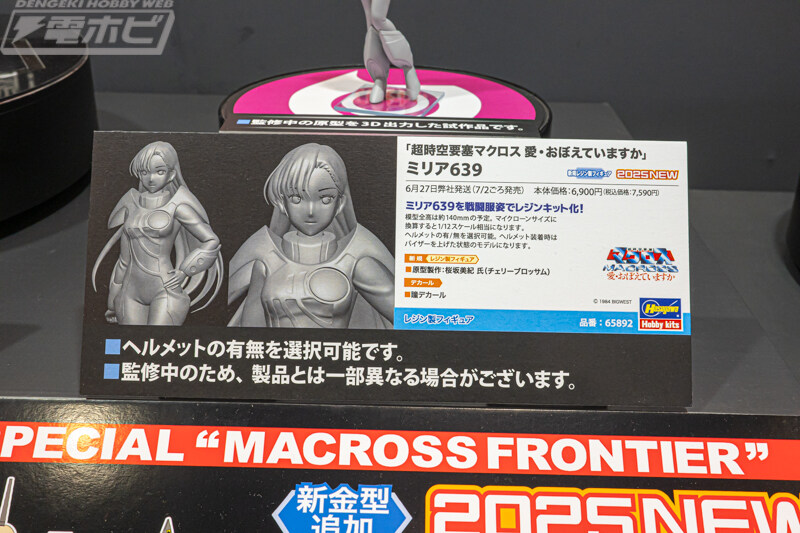 DENGEKI HOBBY WEB
電ホビ
■監修中の原型を3D出力した試作品です。
「超時空要塞マクロス 愛・おぼえていますか」
ミリア639
2025NEW
6月27日弊社発送(7/2ごろ発売) 本体価格:6,900円(税込価格:7,590円)
ミリア639を戦闘服姿でレジンキット化!
模型全高は約140mmの予定。マイクローンサイズに
換算すると1/12スケール相当になります。
ヘルメットの有/無を選択可能。ヘルメット装着時は
バイザーを上げた状態のモデルになります。
レジン製フィギュア
■原型製作:桜坂美紀 氏(チェリーブロッサム)
デカール
■瞳デカール
マクロス
MACROSS
愛・おぼえていますか
© 1984 BIGWEST
Hasegawa
Hobby kits
レジン製フィギュア
品番:65892
■ヘルメットの有無を選択可能です。
■監修中のため、製品とは一部異なる場合がございます。
SPECIAL “MACROSS FRONTIER”
新金型
追加
2025NEW